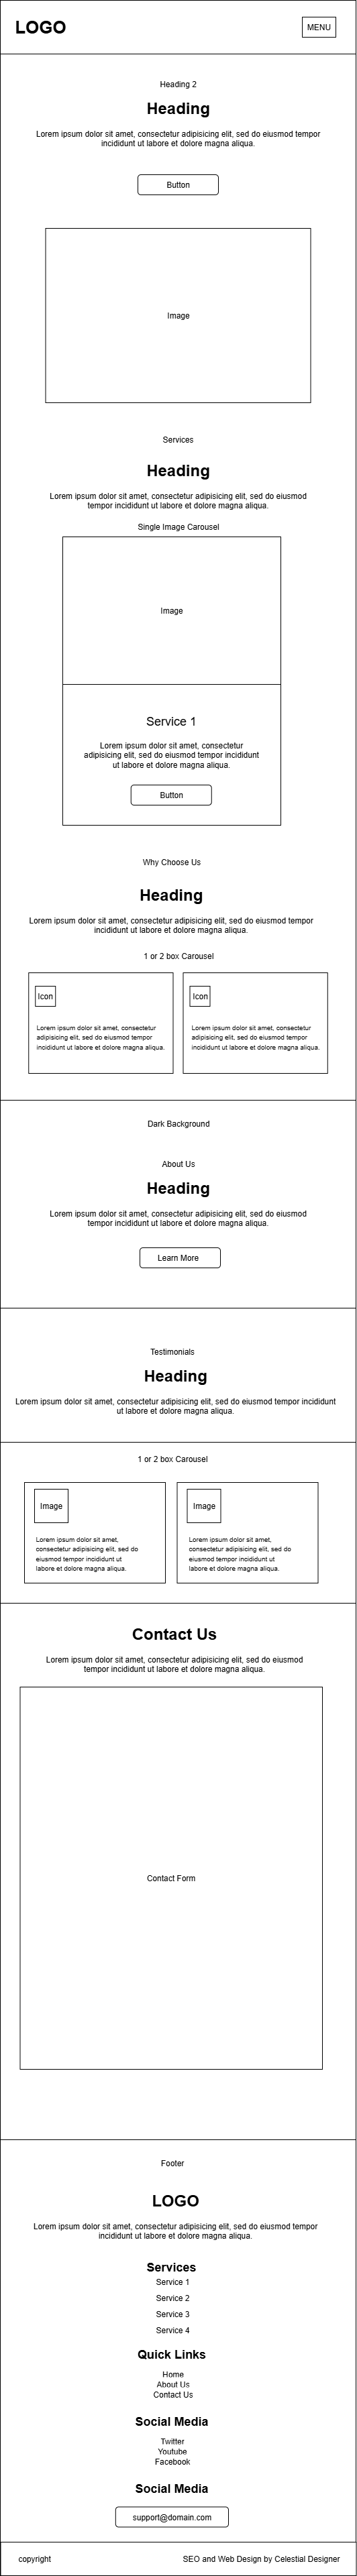 LOGO
MENU
Heading 2
Heading
Lorem ipsum dolor sit amet, consectetur adipisicing elit, sed do eiusmod tempor
incididunt ut labore et dolore magna aliqua.
Button
Image
Services
Heading
Lorem ipsum dolor sit amet, consectetur adipisicing elit, sed do eiusmod
tempor incididunt ut labore et dolore magna aliqua.
Single Image Carousel
Image
Service 1
Lorem ipsum dolor sit amet, consectetur
adipisicing elit, sed do eiusmod tempor incididunt
ut labore et dolore magna aliqua.
Button
Why Choose Us
Heading
Lorem ipsum dolor sit amet, consectetur adipisicing elit, sed do eiusmod tempor
incididunt ut labore et dolore magna aliqua.
1 or 2 box Carousel
Icon
Lorem ipsum dolor sit amet, consectetur
adipisicing elit, sed do eiusmod tempor
incididunt ut labore et dolore magna aliqua.
Icon
Lorem ipsum dolor sit amet, consectetur
adipisicing elit, sed do eiusmod tempor
incididunt ut labore et dolore magna aliqua.
Dark Background
About Us
Heading
Lorem ipsum dolor sit amet, consectetur adipisicing elit, sed do eiusmod
tempor incididunt ut labore et dolore magna aliqua.
Learn More
Testimonials
Heading
Lorem ipsum dolor sit amet, consectetur adipisicing elit, sed do eiusmod tempor incididunt
ut labore et dolore magna aliqua.
1 or 2 box Carousel
Image
Lorem ipsum dolor sit amet,
consectetur adipisicing elit, sed do
eiusmod tempor incididunt ut
labore et dolore magna aliqua.
Image
Lorem ipsum dolor sit amet,
consectetur adipisicing elit, sed do
eiusmod tempor incididunt ut
labore et dolore magna aliqua.
Contact Us
Lorem ipsum dolor sit amet, consectetur adipisicing elit, sed do eiusmod
tempor incididunt ut labore et dolore magna aliqua.
Contact Form
Footer
LOGO
Lorem ipsum dolor sit amet, consectetur adipisicing elit, sed do eiusmod tempor
incididunt ut labore et dolore magna aliqua.
Services
Service 1
Service 2
Service 3
Service 4
Quick Links
Home
About Us
Contact Us
Social Media
Twitter
Youtube
Facebook
Social Media
support@domain.com
copyright
SEO and Web Design by Celestial Designer